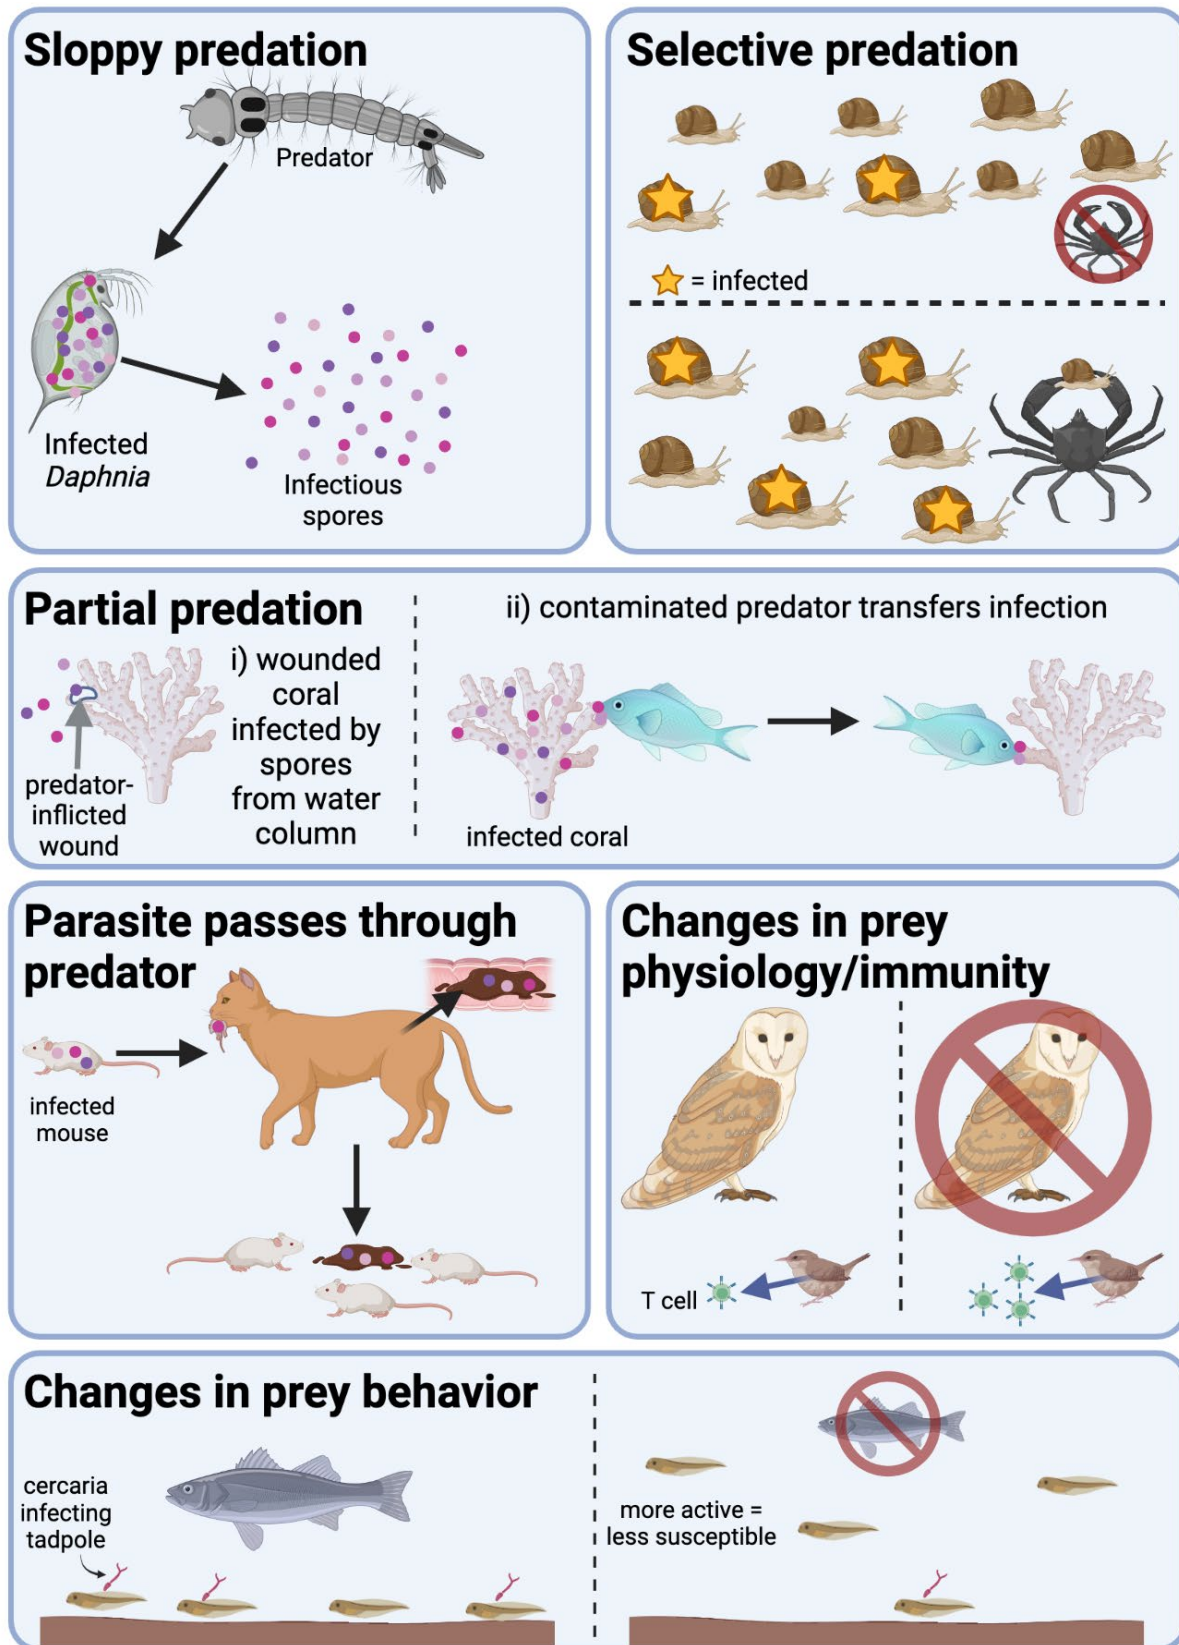 Sloppy predation
Predator
Infected
Daphnia
Infectious
spores
Selective predation
= infected
Partial predation
predator-
inflicted
wound
i) wounded
coral
infected by
spores
from water
column
ii) contaminated predator transfers infection
infected coral
Parasite passes through
predator
infected
mouse
Changes in prey
physiology/immunity
T cell
Changes in prey behavior
cercaria
infecting
tadpole
more active =
less susceptible